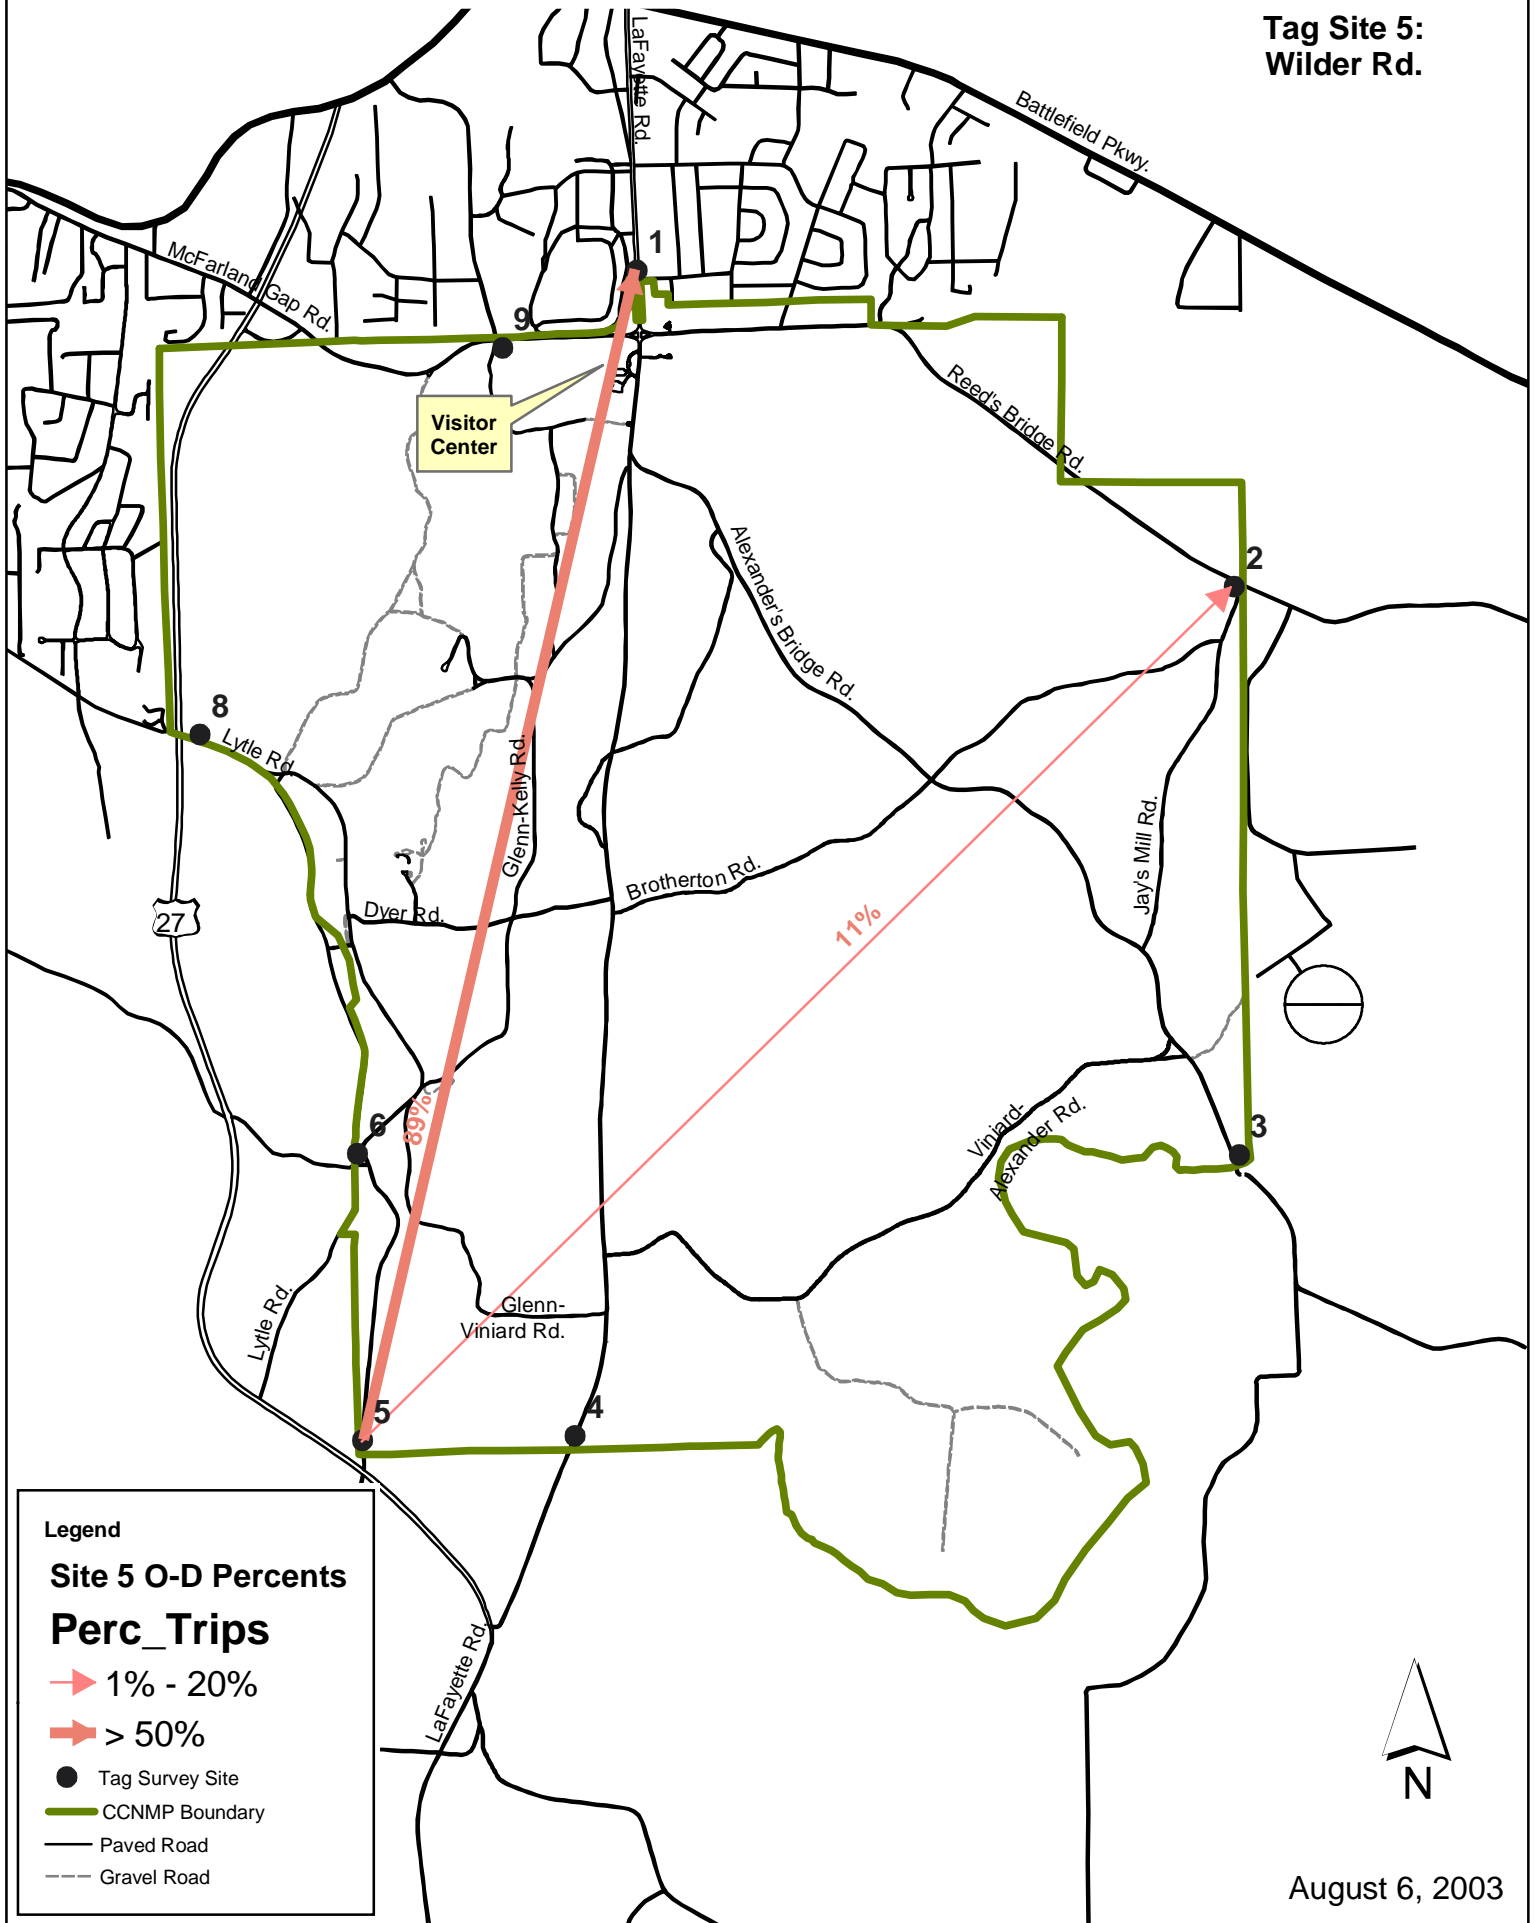 Tag Site 5:
Wilder Rd.
LaFayette Rd.
Battlefield Pkwy.
McFarland Gap Rd.
1
9
Visitor
Center
Reed's Bridge Rd.
Alexander's Bridge Rd.
2
8
Lytle Rd.
Glenn-Kelly Rd.
Jay's Mill Rd.
Brotherton Rd.
Dyer Rd.
27
11%
89%
6
Viniard-
Alexander Rd.
3
Lytle Rd.
Glenn-
Viniard Rd.
5
4
Legend
Site 5 O-D Percents
Perc_Trips
1% - 20%
> 50%
Tag Survey Site
CCNMP Boundary
Paved Road
Gravel Road
LaFayette Rd.
N
August 6, 2003